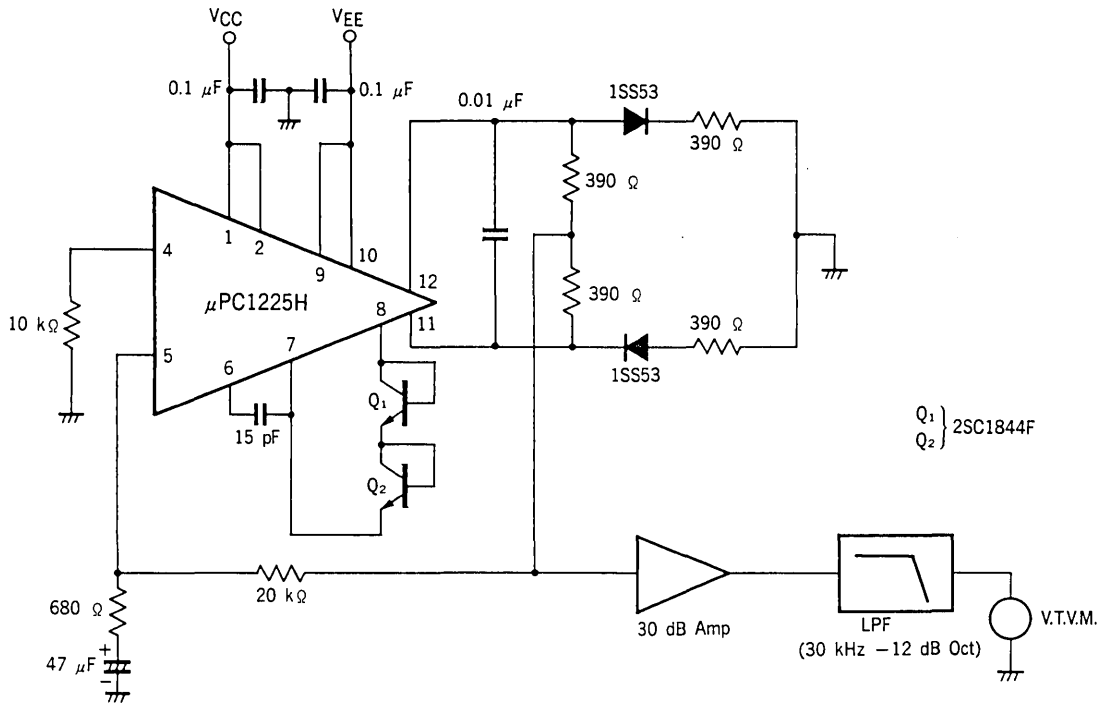 VCC
VEE
0.1 μF
0.1 μF
0.01 μF
1SS53
390 Ω
390 Ω
1
2
9
10
4
12
μPC1225H
390 Ω
11
8
390 Ω
10 kΩ
5
7
6
1SS53
Q1
15 pF
Q1
Q2
2SC1844F
Q2
20 kΩ
680 Ω
+
47 μF
−
30 dB Amp
LPF
(30 kHz −12 dB Oct)
V.T.V.M.